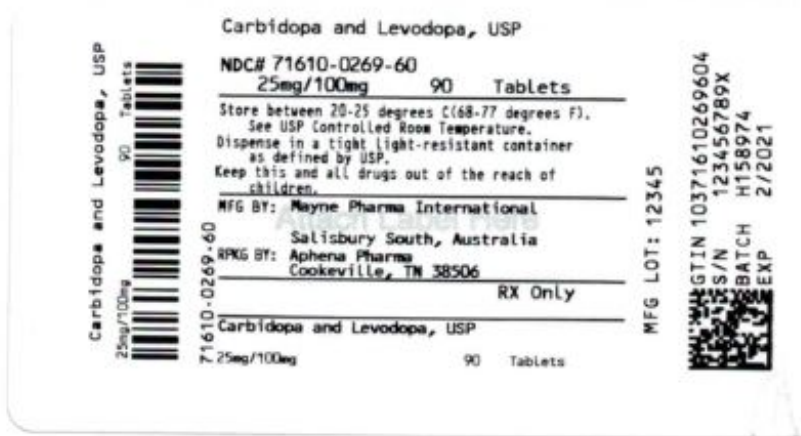 Carbidopa and Levodopa, USP
NDC# 71610-0269-60
25mg/100mg 90 Tablets
Store between 20-25 degrees C(68-77 degrees F).
See USP Controlled Room Temperature.
Dispense in a tight light-resistant container
as defined by USP.
Keep this and all drugs out of the reach of
children.
Attach Label Here
MFG BY: Mayne Pharma International
Salisbury South, Australia
RPKG BY: Aphena Pharma
Cookeville, TN 38506
RX Only
Carbidopa and Levodopa, USP
25mg/100mg 90 Tablets
Carbidopa and Levodopa, USP
25mg/100mg 90 Tablets
71610-0269-60
MFG LOT: 12345
GTIN 10371610269604
S/N 123456789X
BATCH H158974
EXP 2/2021